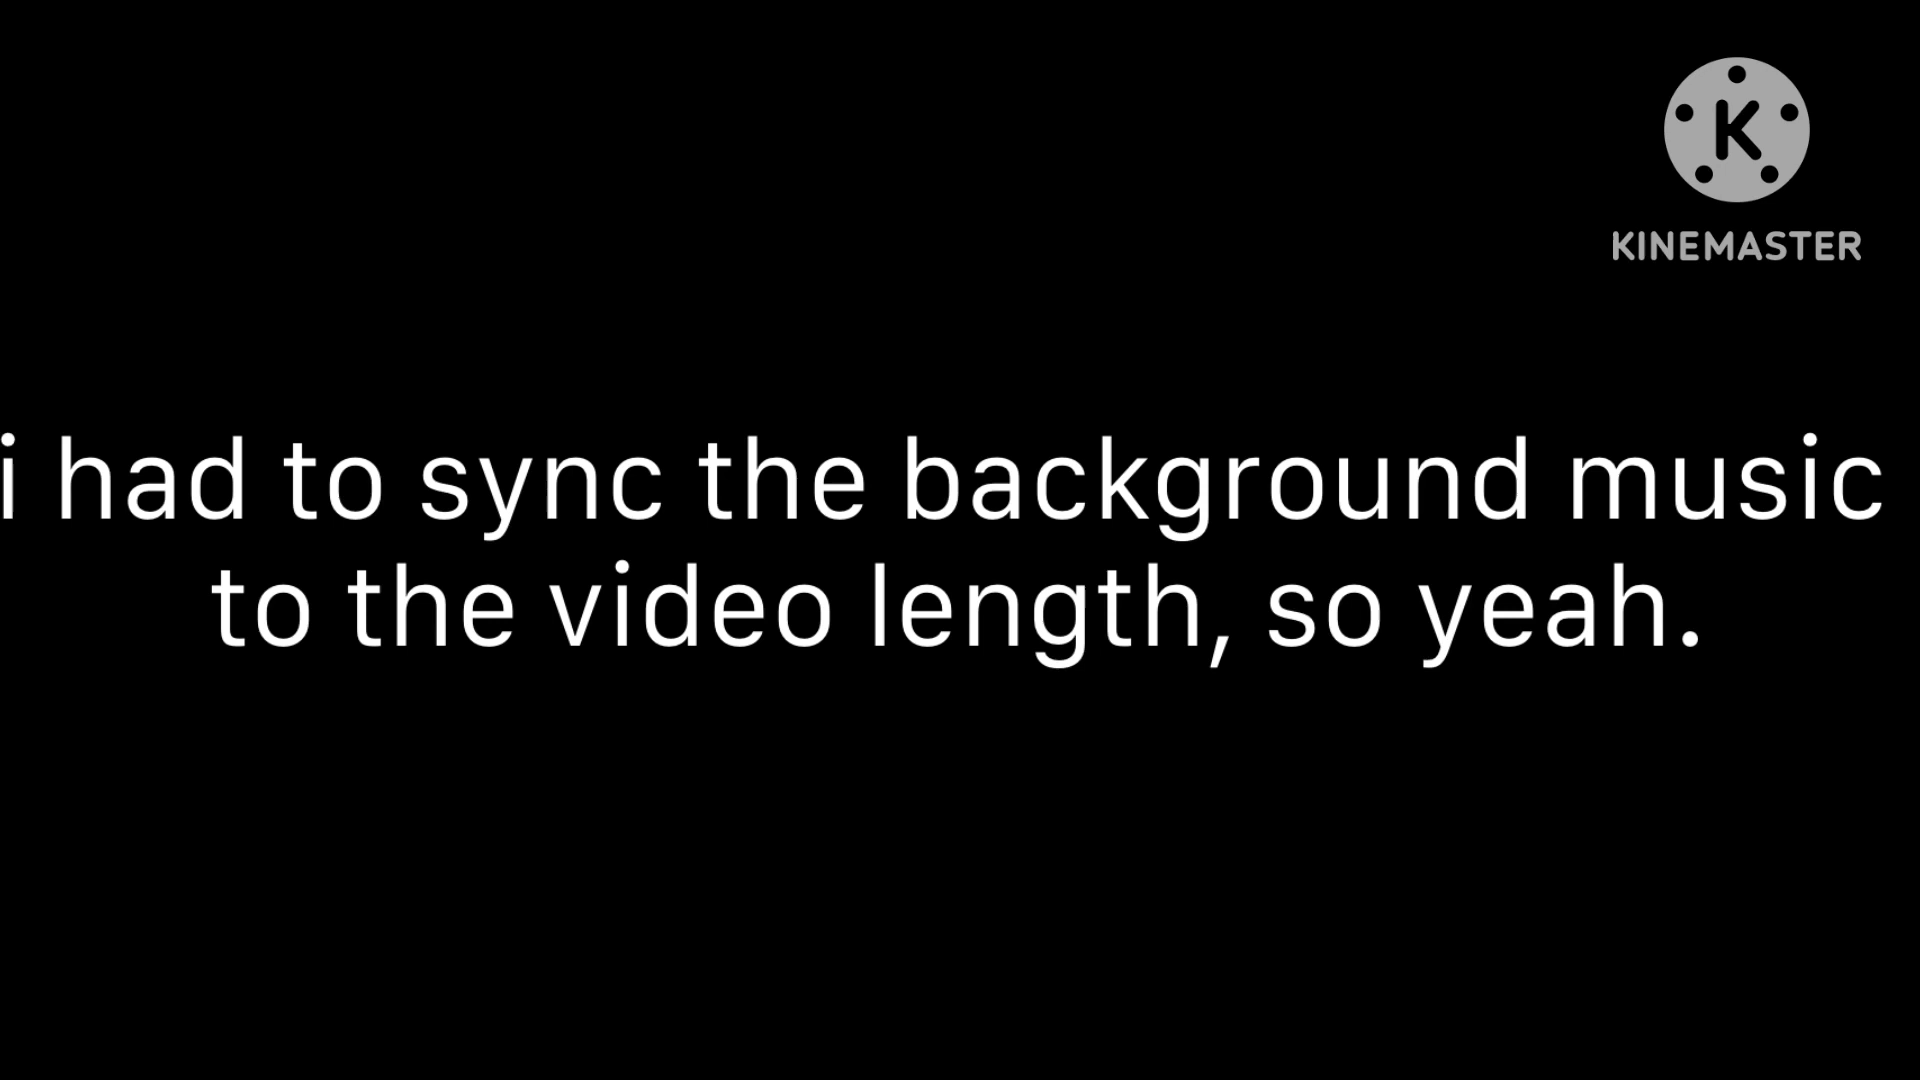 K
KINEMASTER
i had to sync the background music
to the video length, so yeah.